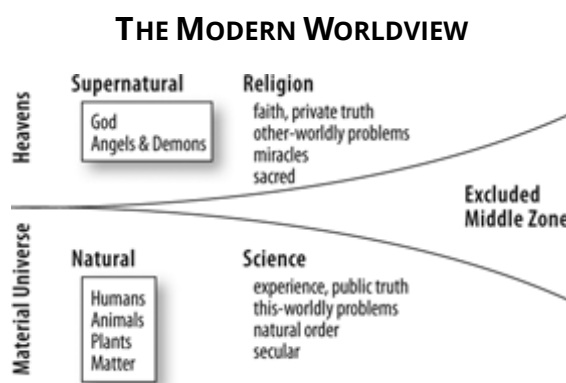 THE MODERN WORLDVIEW
Heavens
Supernatural
God
Angels & Demons
Religion
faith, private truth
other-worldly problems
miracles
sacred
Excluded
Middle Zone
Material Universe
Natural
Humans
Animals
Plants
Matter
Science
experience, public truth
this-worldly problems
natural order
secular